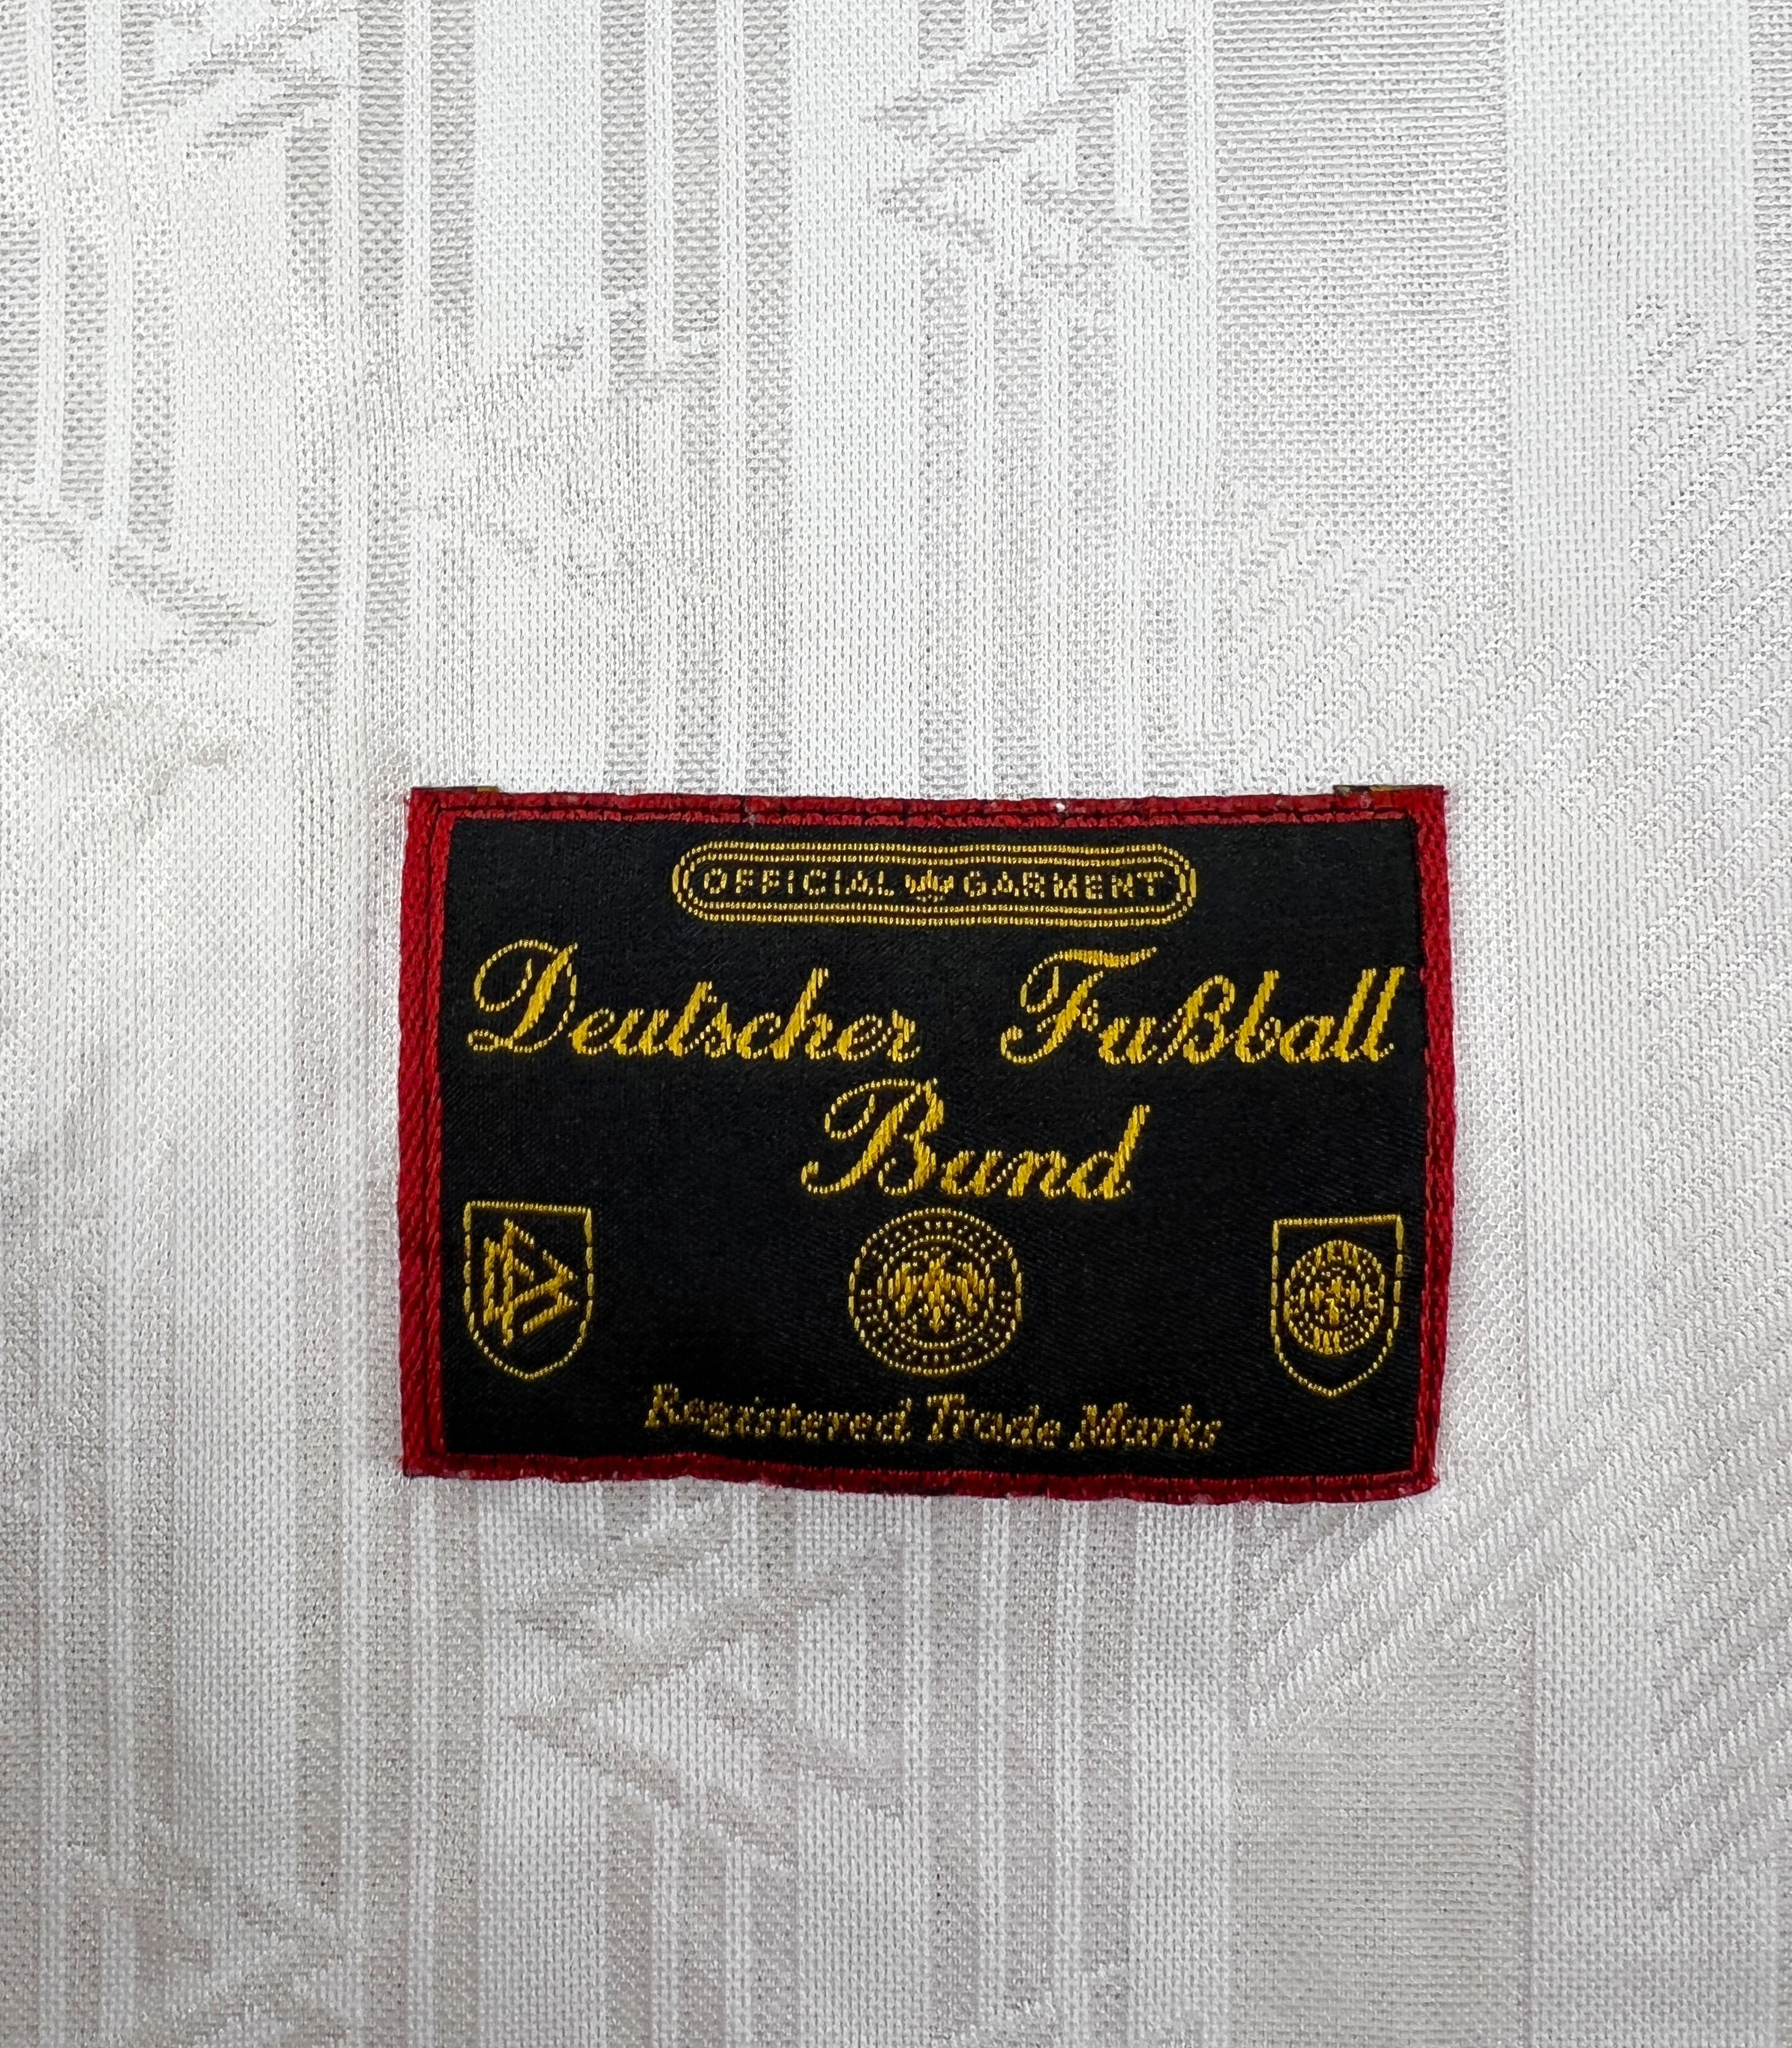 OFFICIAL GARMENT
Deutscher Fußball
Bund
Registered Trade Marks